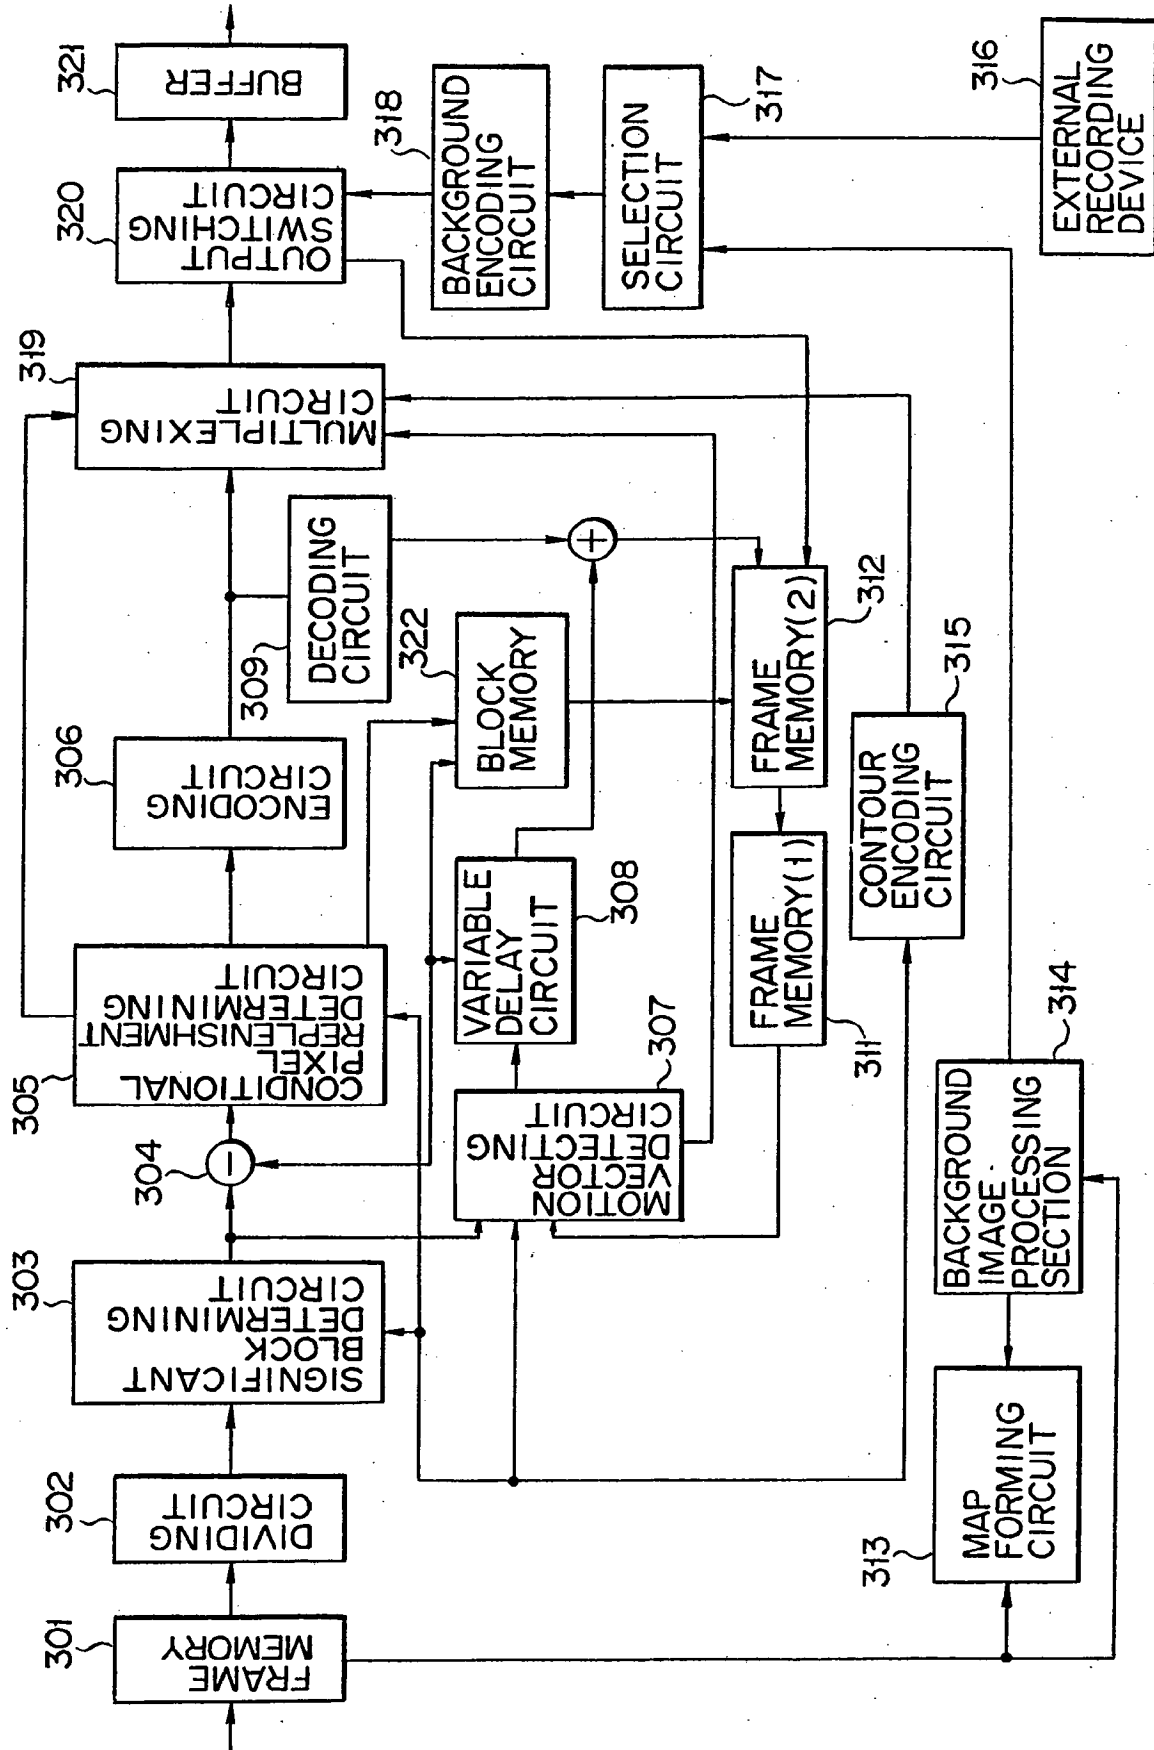 301
FRAME
MEMORY
302
DIVIDING
CIRCUIT
303
SIGNIFICANT
BLOCK
DETERMINING
CIRCUIT
304
305
CONDITIONAL
PIXEL
REPLENISHMENT
DETERMINING
CIRCUIT
306
ENCODING
CIRCUIT
309
DECODING
CIRCUIT
319
MULTIPLEXING
CIRCUIT
320
OUTPUT
SWITCHING
CIRCUIT
321
BUFFER
MOTION
VECTOR
DETECTING
CIRCUIT
307
VARIABLE
DELAY
CIRCUIT
308
322
BLOCK
MEMORY
318
BACKGROUND
ENCODING
CIRCUIT
SELECTION
CIRCUIT
317
FRAME
MEMORY(1)
311
FRAME
MEMORY(2)
312
CONTOUR
ENCODING
CIRCUIT
315
313
MAP
FORMING
CIRCUIT
BACKGROUND
IMAGE-
PROCESSING
SECTION
314
316
EXTERNAL
RECORDING
DEVICE